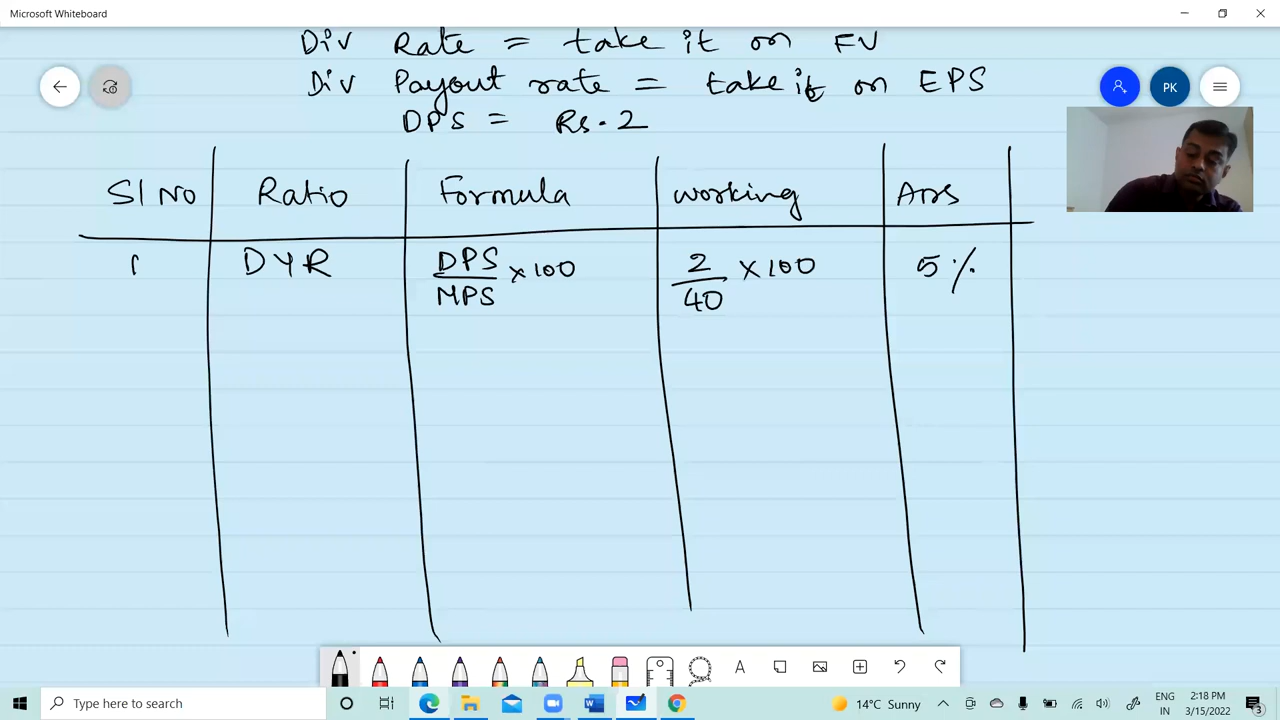 Microsoft Whiteboard
Div Rate = take it on FV
Div Payout rate = take it on EPS
DPS = Rs. 2
PK
Sl No Ratio Formula working Ans
1 DYR DPS/MPS x 100 2/40 x 100 5%
A
Type here to search
14°C Sunny
ENG
IN
2:18 PM
3/15/2022
3